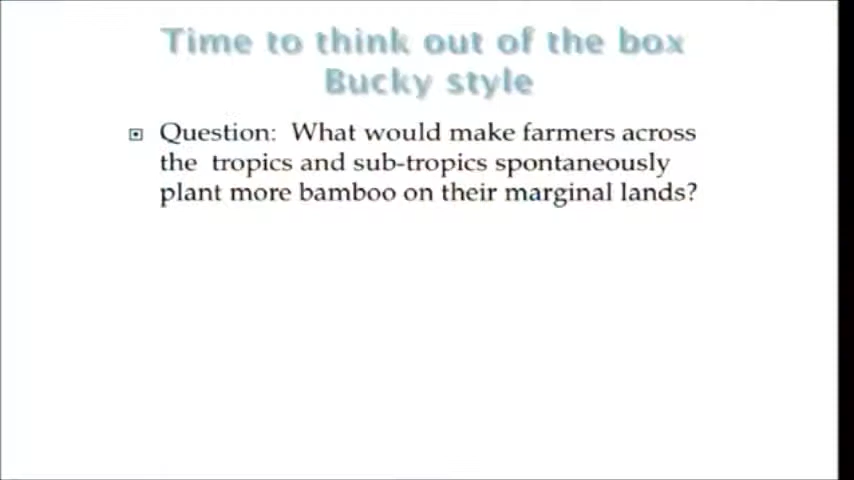 Time to think out of the box
Bucky style
Question: What would make farmers across
the tropics and sub-tropics spontaneously
plant more bamboo on their marginal lands?